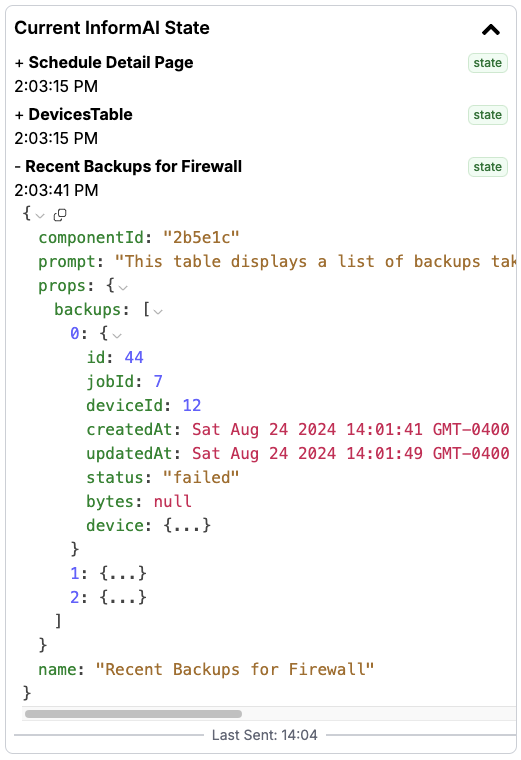 Current InformAI State
+ Schedule Detail Page state
2:03:15 PM
+ DevicesTable state
2:03:15 PM
- Recent Backups for Firewall state
2:03:41 PM
{
componentId: "2b5e1c"
prompt: "This table displays a list of backups tak
props: {
backups: [
0: {
id: 44
jobId: 7
deviceId: 12
createdAt: Sat Aug 24 2024 14:01:41 GMT-0400
updatedAt: Sat Aug 24 2024 14:01:49 GMT-0400
status: "failed"
bytes: null
device: {...}
}
1: {...}
2: {...}
]
}
name: "Recent Backups for Firewall"
}
Last Sent: 14:04